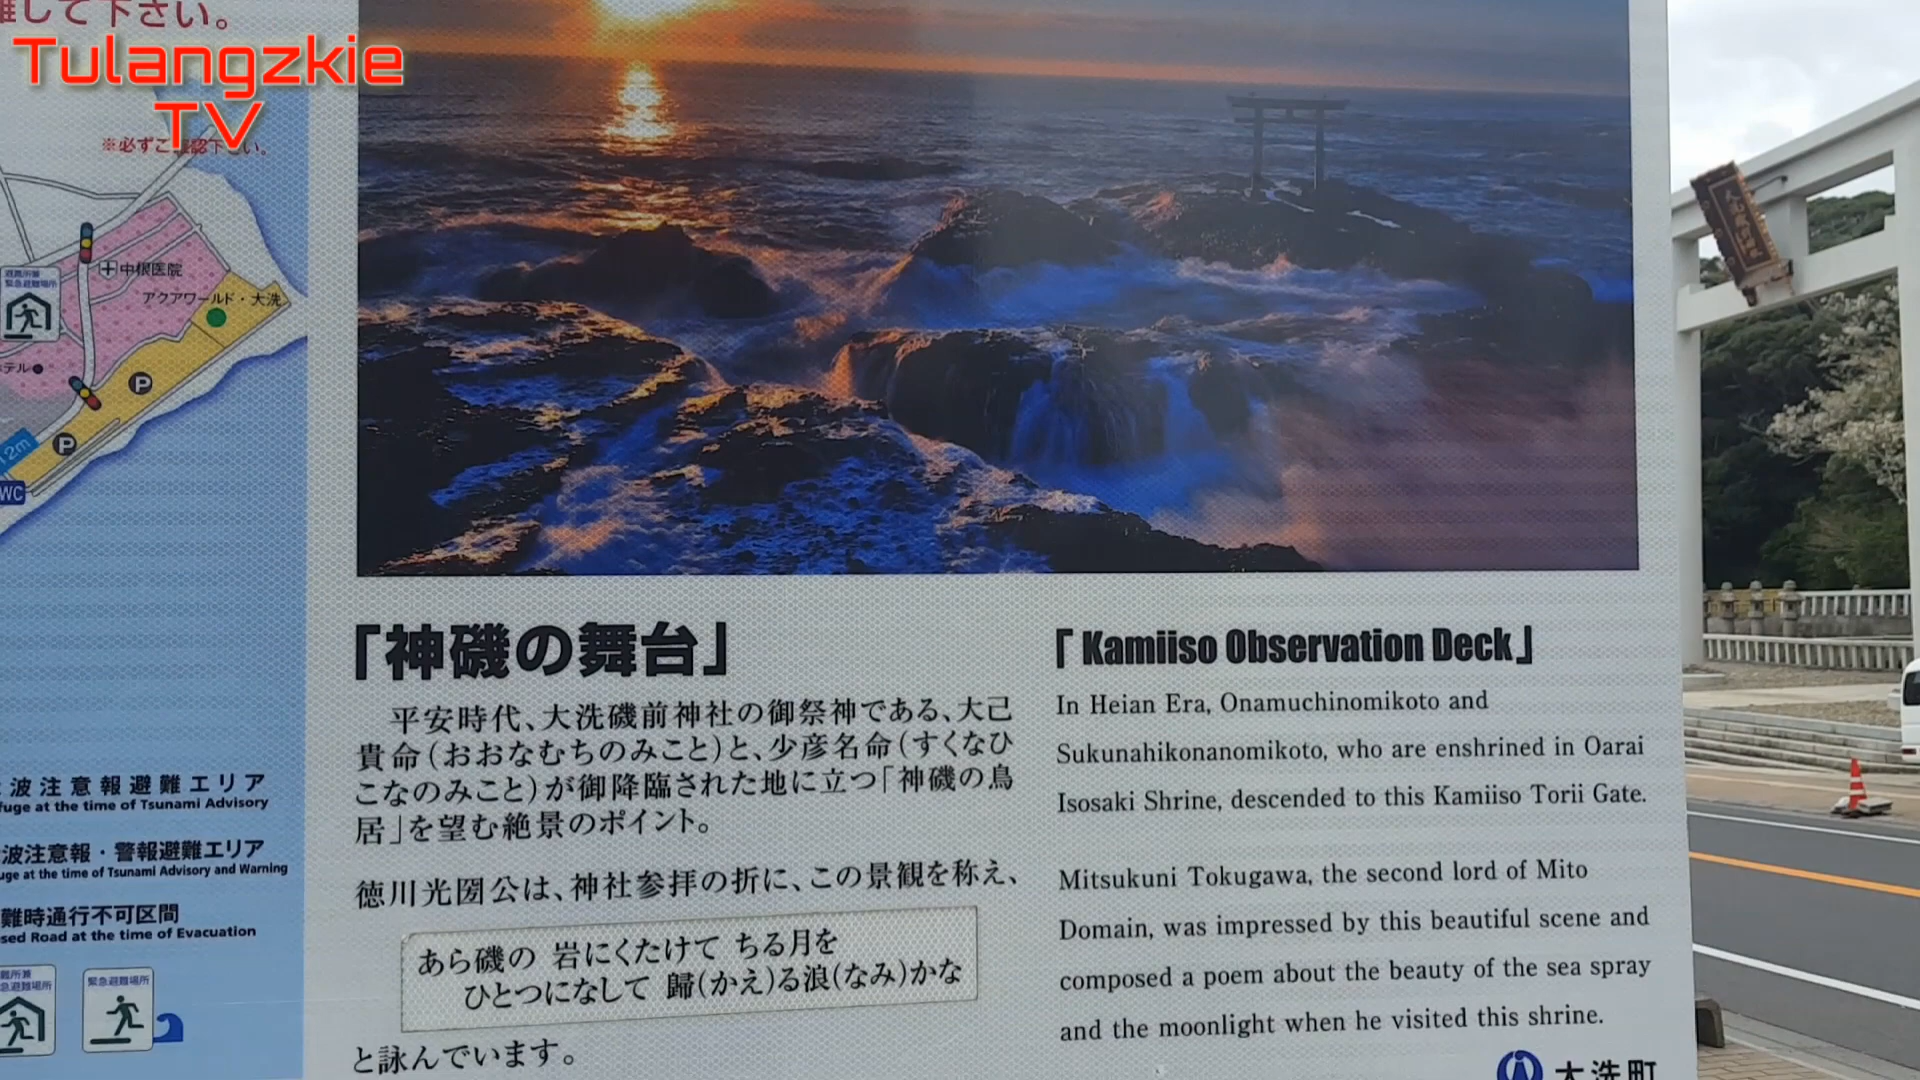 難して下さい。
Tulangzkie
TV
中根医院
アクアワールド・大洗
P
P
12m
WC
波注意報避難エリア
fuge at the time of Tsunami Advisory
波注意報・警報避難エリア
uge at the time of Tsunami Advisory and Warning
難時通行不可区間
sed Road at the time of Evacuation
緊急避難場所
「神磯の舞台」
平安時代、大洗磯前神社の御祭神である、大己
貴命(おおなむちのみこと)と、少彦名命(すくなひ
こなのみこと)が御降臨された地に立つ「神磯の鳥
居」を望む絶景のポイント。
徳川光圀公は、神社参拝の折に、この景観を称え、
あら磯の 岩にくたけて ちる月を
ひとつになして 歸(かえ)る浪(なみ)かな
と詠んでいます。
「Kamiiso Observation Deck」
In Heian Era, Onamuchinomikoto and
Sukunahikonanomikoto, who are enshrined in Oarai
Isosaki Shrine, descended to this Kamiiso Torii Gate.
Mitsukuni Tokugawa, the second lord of Mito
Domain, was impressed by this beautiful scene and
composed a poem about the beauty of the sea spray
and the moonlight when he visited this shrine.
大洗町